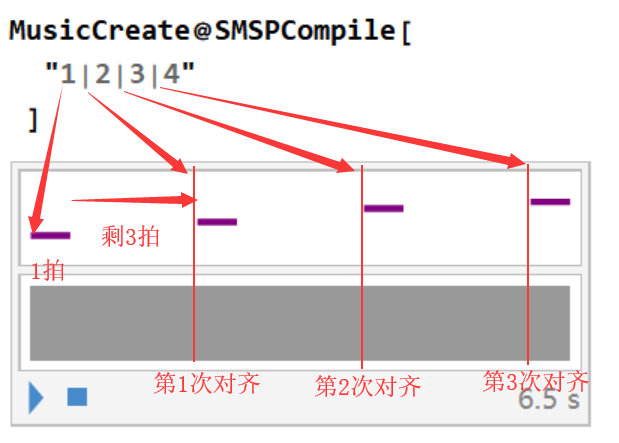 MusicCreate@SMSPCompile[
"1|2|3|4"
]
剩3拍
1拍
第1次对齐
第2次对齐
第3次对齐
6.5 s